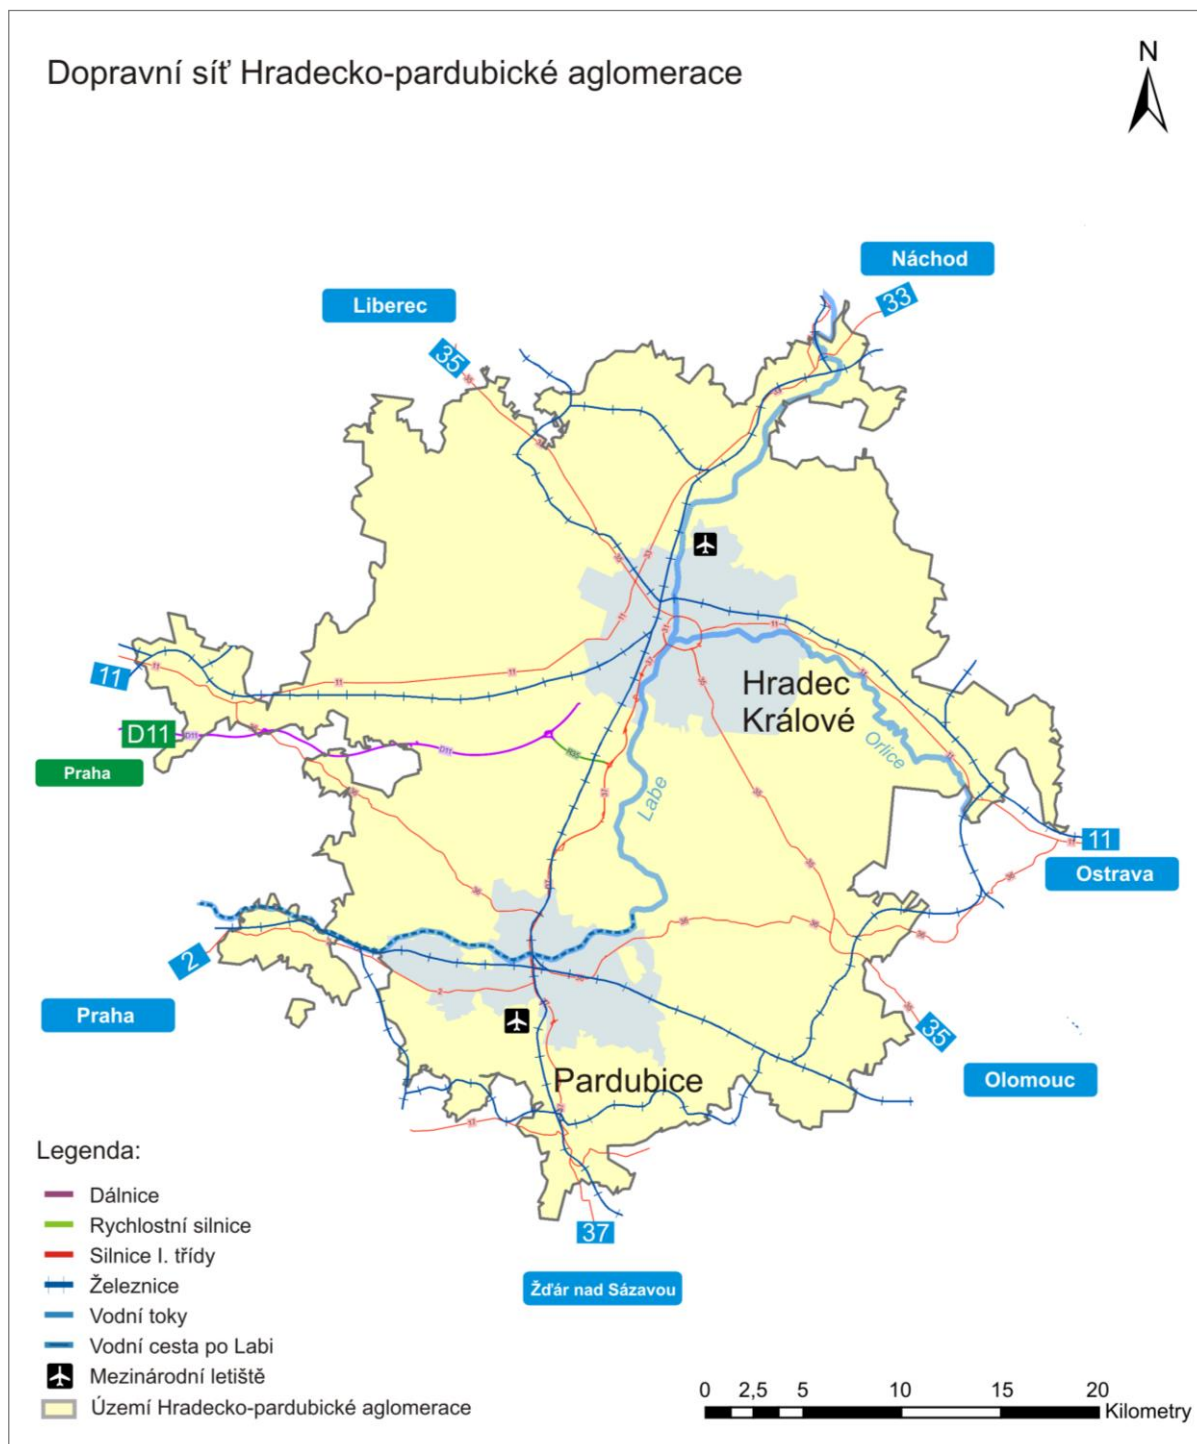 Dopravní síť Hradecko-pardubické aglomerace
N
Náchod
Liberec
33
35
11
D11
Praha
Hradec
Králové
Orlice
Labe
11
Ostrava
2
Praha
35
Olomouc
Pardubice
37
Žďár nad Sázavou
Legenda:
Dálnice
Rychlostní silnice
Silnice I. třídy
Železnice
Vodní toky
Vodní cesta po Labi
Mezinárodní letiště
Území Hradecko-pardubické aglomerace
0 2,5 5 10 15 20
Kilometry